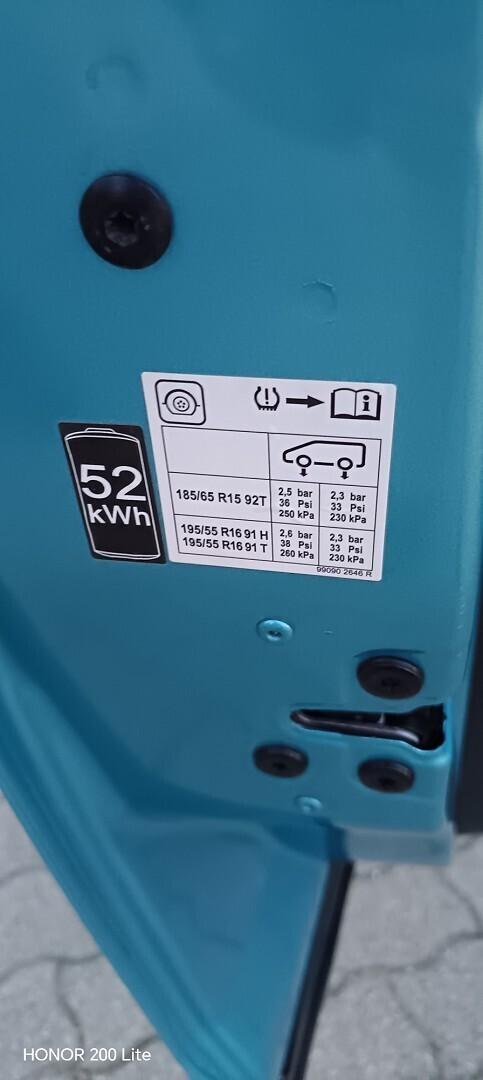 52
kWh
i
185/65 R15 92T
2,5 bar
36 Psi
250 kPa
2,3 bar
33 Psi
230 kPa
195/55 R16 91 H
195/55 R16 91 T
2,6 bar
38 Psi
260 kPa
2,3 bar
33 Psi
230 kPa
99090 2646 R
HONOR 200 Lite